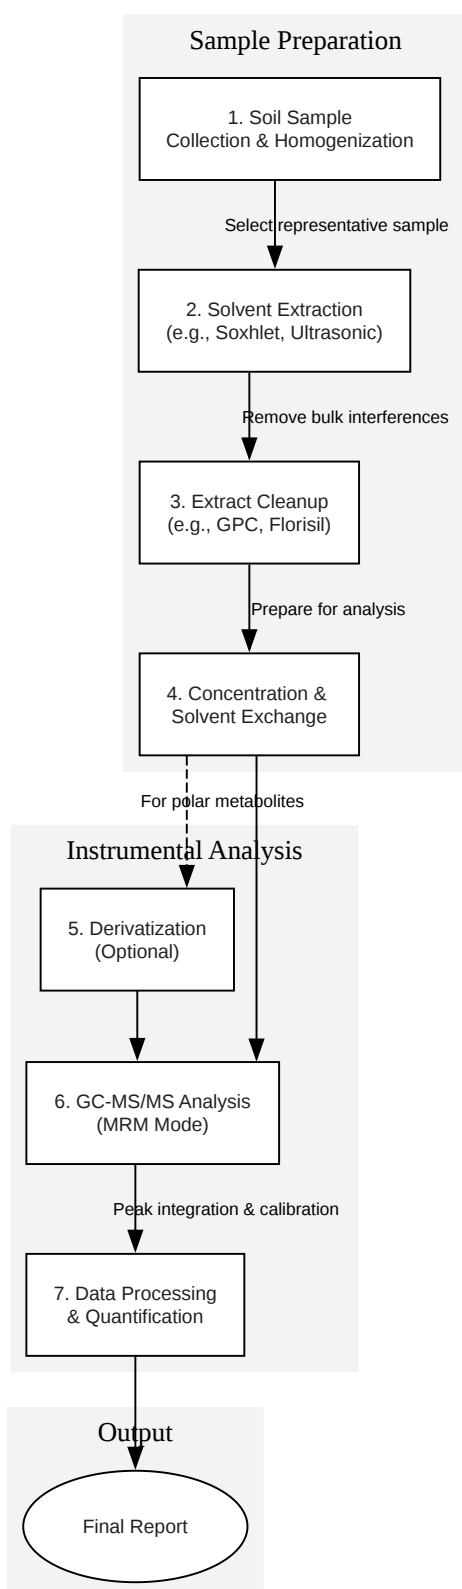 Sample Preparation
1. Soil Sample
Collection & Homogenization
Select representative sample
2. Solvent Extraction
(e.g., Soxhlet, Ultrasonic)
Remove bulk interferences
3. Extract Cleanup
(e.g., GPC, Florisil)
Prepare for analysis
4. Concentration &
Solvent Exchange
For polar metabolites
Instrumental Analysis
5. Derivatization
(Optional)
6. GC-MS/MS Analysis
(MRM Mode)
Peak integration & calibration
7. Data Processing
& Quantification
Output
Final Report